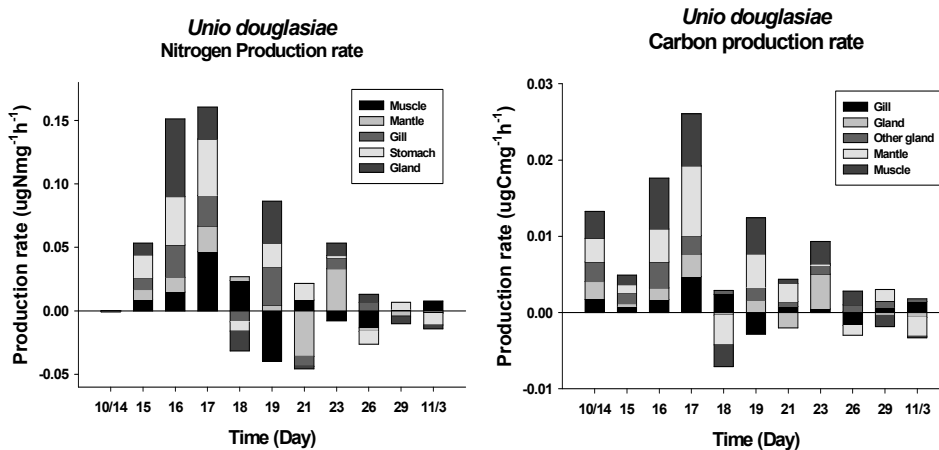 Unio douglasiae
Nitrogen Production rate
Production rate (ugNmg-1h-1)
0.15
0.10
0.05
0.00
-0.05
Muscle
Mantle
Gill
Stomach
Gland
10/14 15 16 17 18 19 21 23 26 29 11/3
Time (Day)
Unio douglasiae
Carbon production rate
Production rate (ugCmg-1h-1)
0.03
0.02
0.01
0.00
-0.01
Gill
Gland
Other gland
Mantle
Muscle
10/14 15 16 17 18 19 21 23 26 29 11/3
Time (Day)